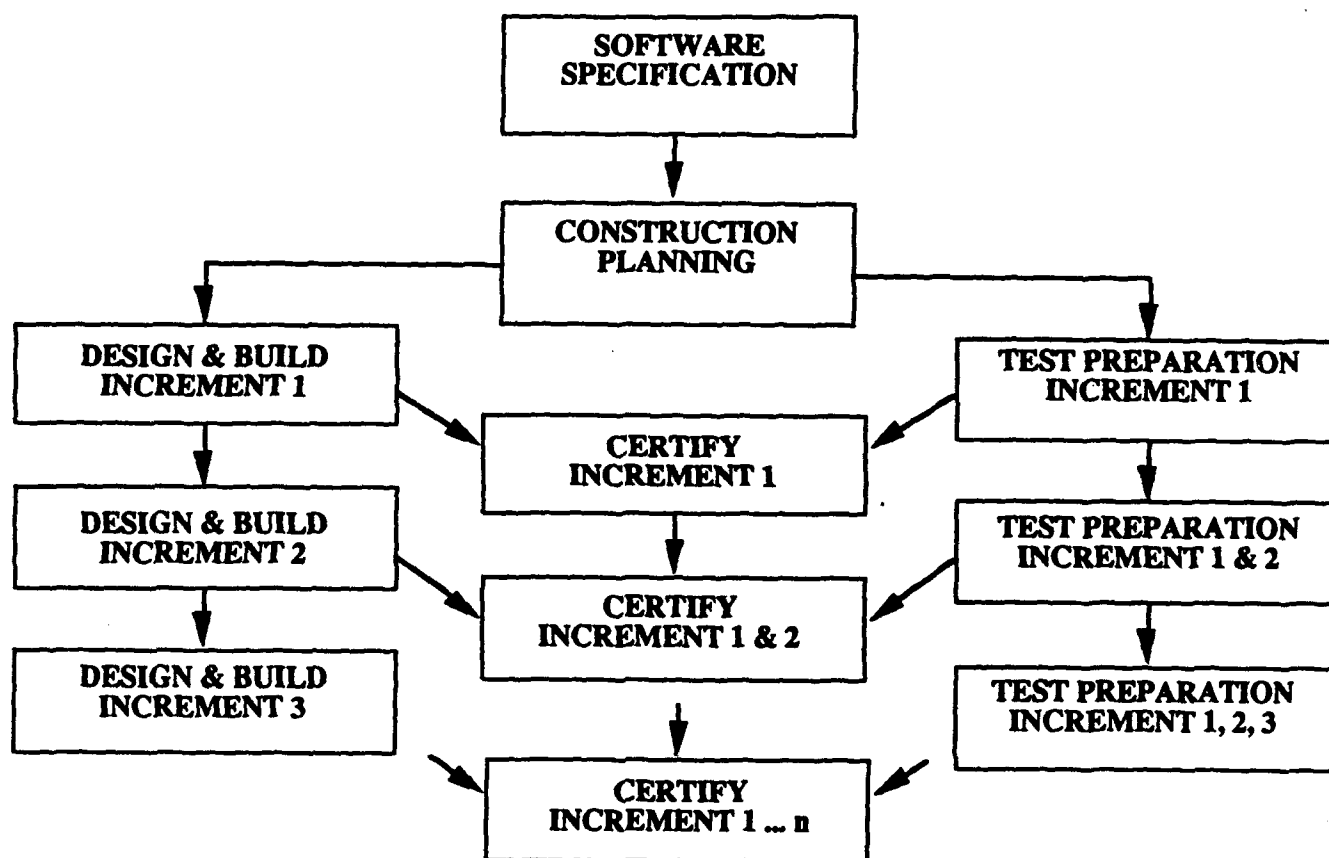 SOFTWARE
SPECIFICATION
CONSTRUCTION
PLANNING
DESIGN & BUILD
INCREMENT 1
TEST PREPARATION
INCREMENT 1
CERTIFY
INCREMENT 1
DESIGN & BUILD
INCREMENT 2
TEST PREPARATION
INCREMENT 1 & 2
CERTIFY
INCREMENT 1 & 2
DESIGN & BUILD
INCREMENT 3
TEST PREPARATION
INCREMENT 1, 2, 3
CERTIFY
INCREMENT 1 ... n